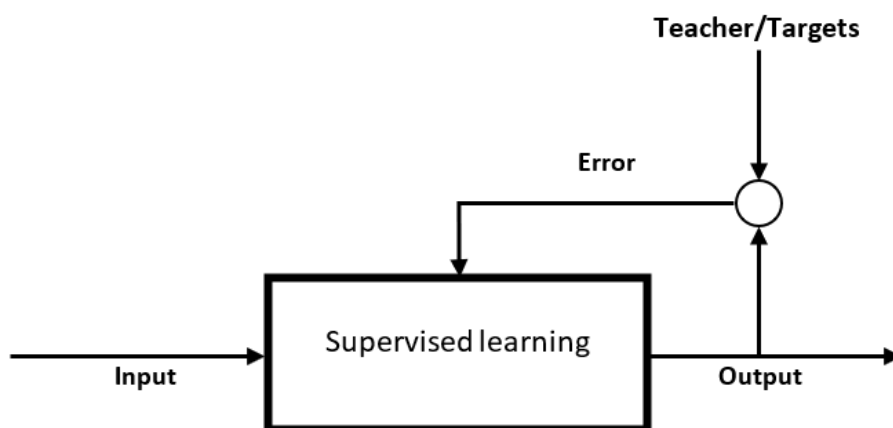 Teacher/Targets
Error
Supervised learning
Input
Output